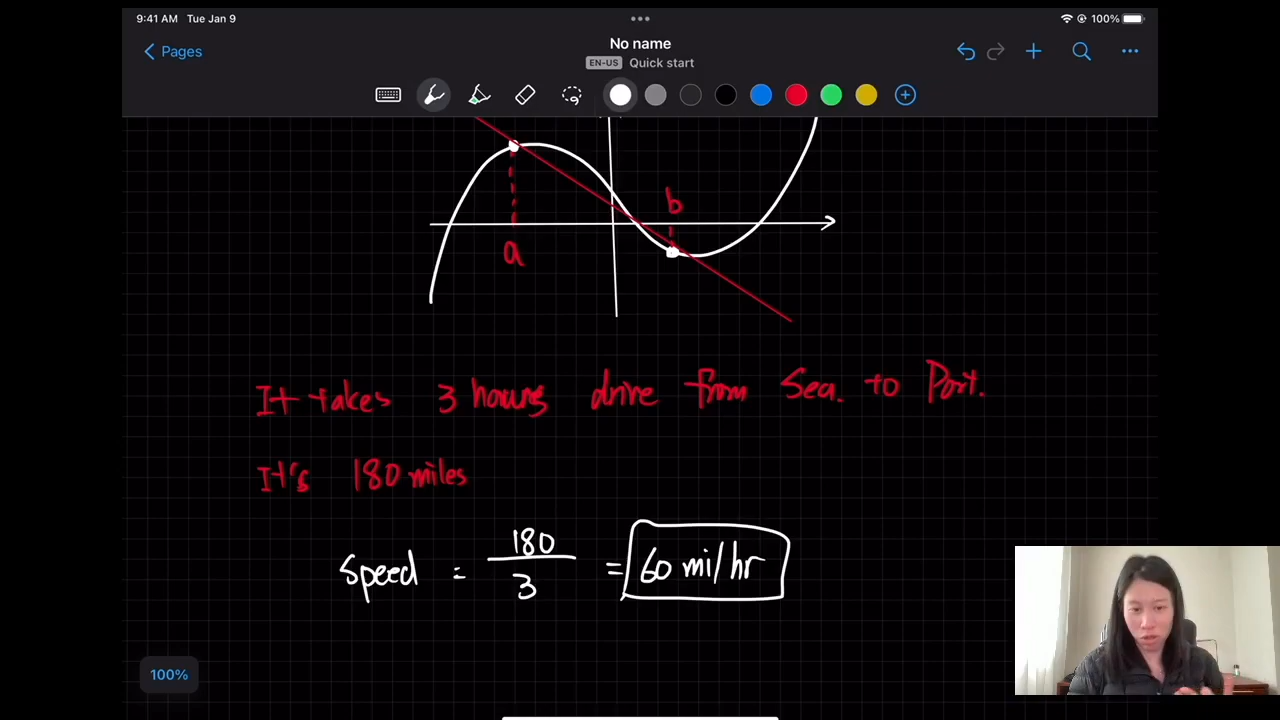 9:41 AM Tue Jan 9
100%
Pages
No name
EN-US Quick start
b
a
It takes 3 hours drive from Sea. to Port.
It's 180 miles
Speed = 180 / 3 = 60 mi/hr
100%